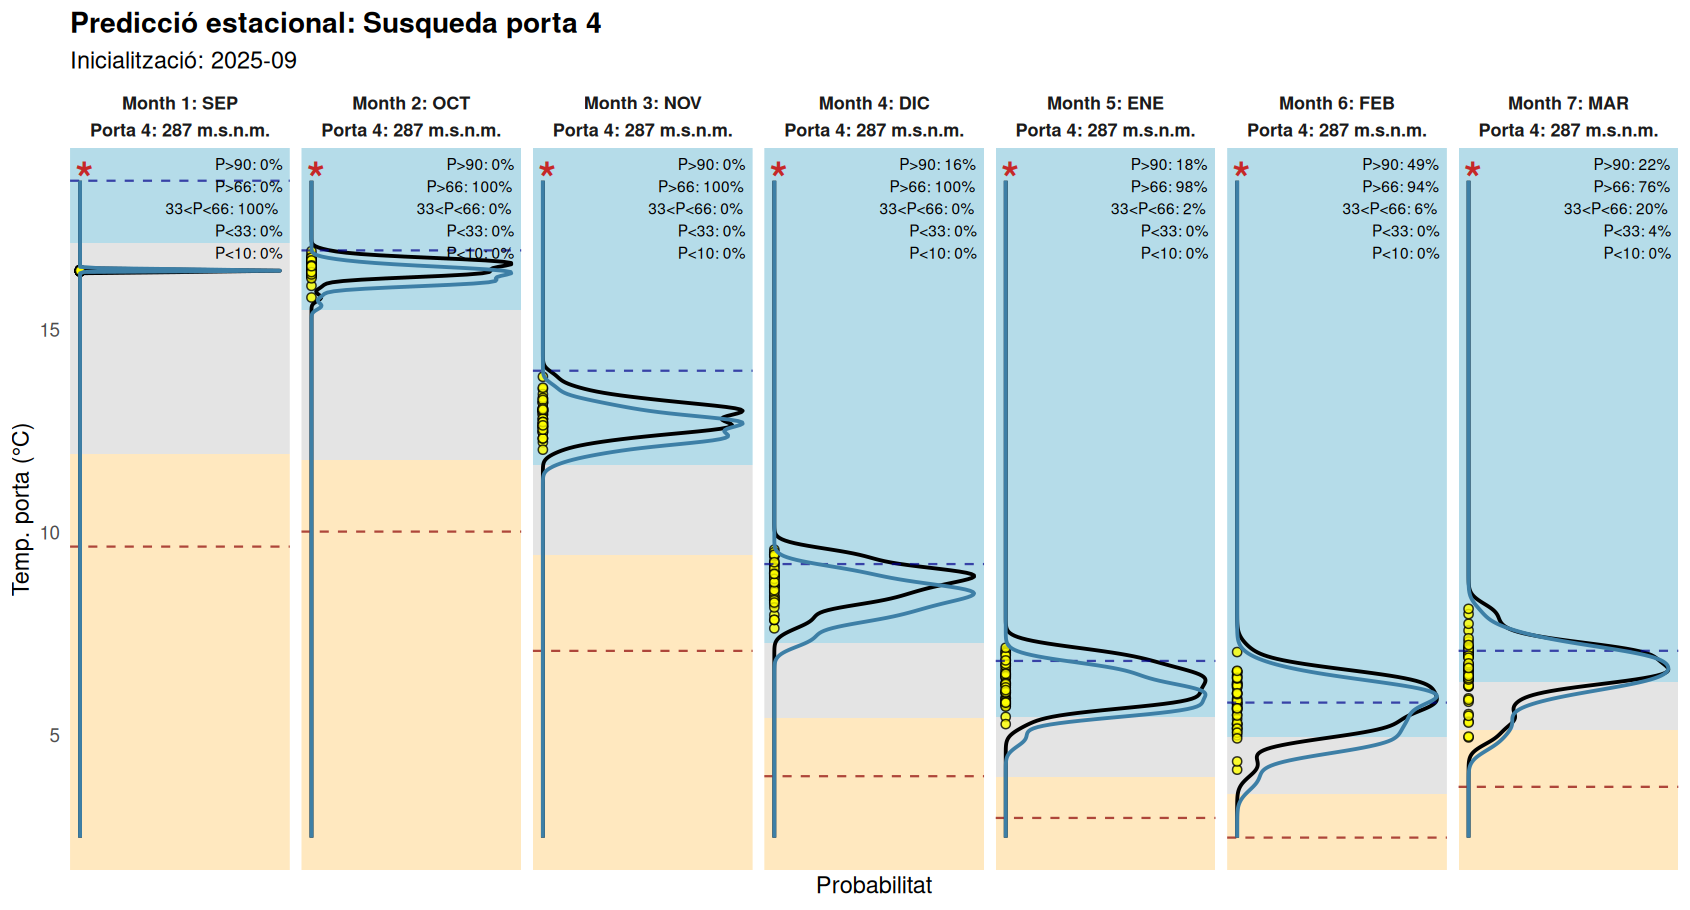 Predicció estacional: Susqueda porta 4
Inicialització: 2025-09
Month 1: SEP
Porta 4: 287 m.s.n.m.
Month 2: OCT
Porta 4: 287 m.s.n.m.
Month 3: NOV
Porta 4: 287 m.s.n.m.
Month 4: DIC
Porta 4: 287 m.s.n.m.
Month 5: ENE
Porta 4: 287 m.s.n.m.
Month 6: FEB
Porta 4: 287 m.s.n.m.
Month 7: MAR
Porta 4: 287 m.s.n.m.
*
P>90: 0%
P>66: 0%
33<P<66: 100%
P<33: 0%
P<10: 0%
*
P>90: 0%
P>66: 100%
33<P<66: 0%
P<33: 0%
P<10: 0%
*
P>90: 0%
P>66: 100%
33<P<66: 0%
P<33: 0%
P<10: 0%
*
P>90: 16%
P>66: 100%
33<P<66: 0%
P<33: 0%
P<10: 0%
*
P>90: 18%
P>66: 98%
33<P<66: 2%
P<33: 0%
P<10: 0%
*
P>90: 49%
P>66: 94%
33<P<66: 6%
P<33: 0%
P<10: 0%
*
P>90: 22%
P>66: 76%
33<P<66: 20%
P<33: 4%
P<10: 0%
15
10
5
Temp. porta (°C)
Probabilitat